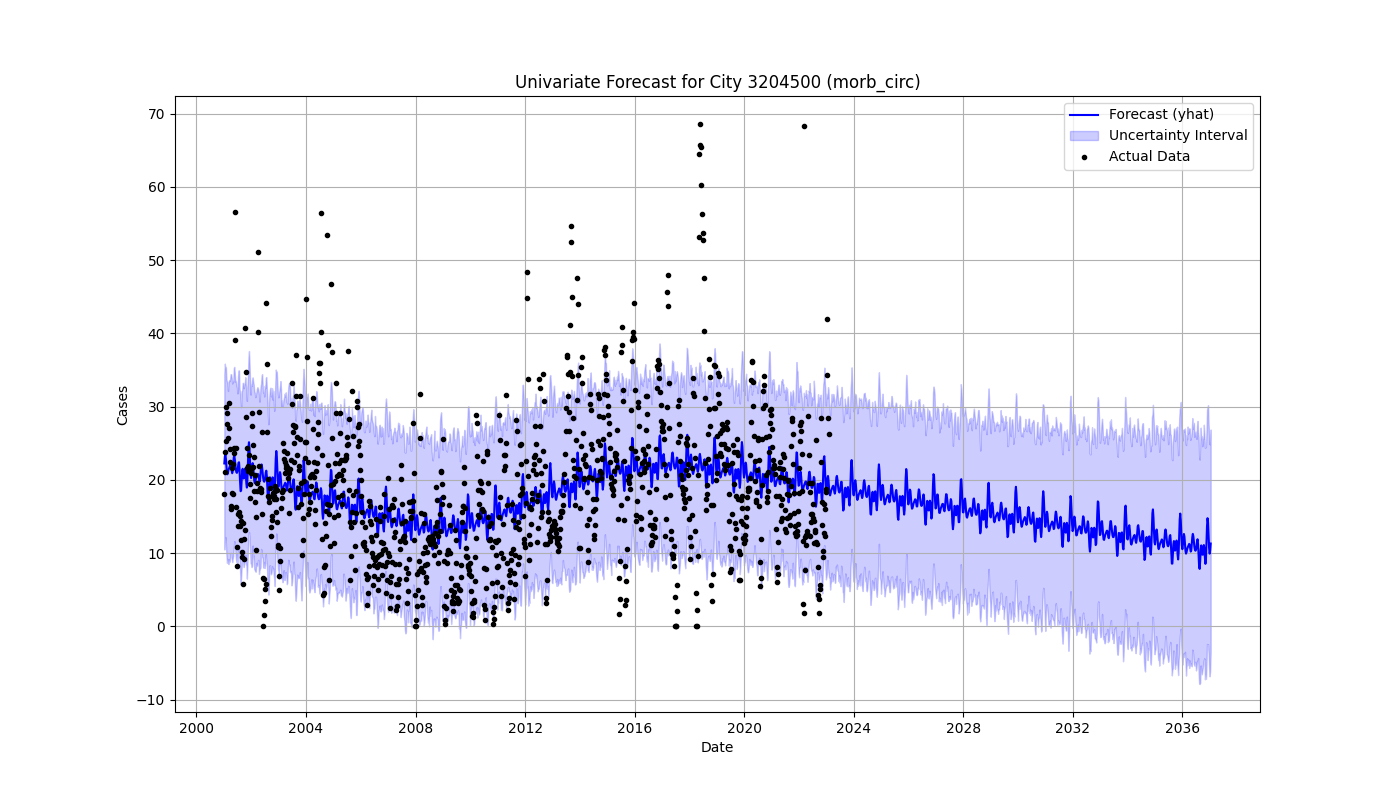 Univariate Forecast for City 3204500 (morb_circ)
Forecast (yhat)
Uncertainty Interval
Actual Data
70
60
50
40
30
20
10
0
−10
Cases
2000 2004 2008 2012 2016 2020 2024 2028 2032 2036
Date